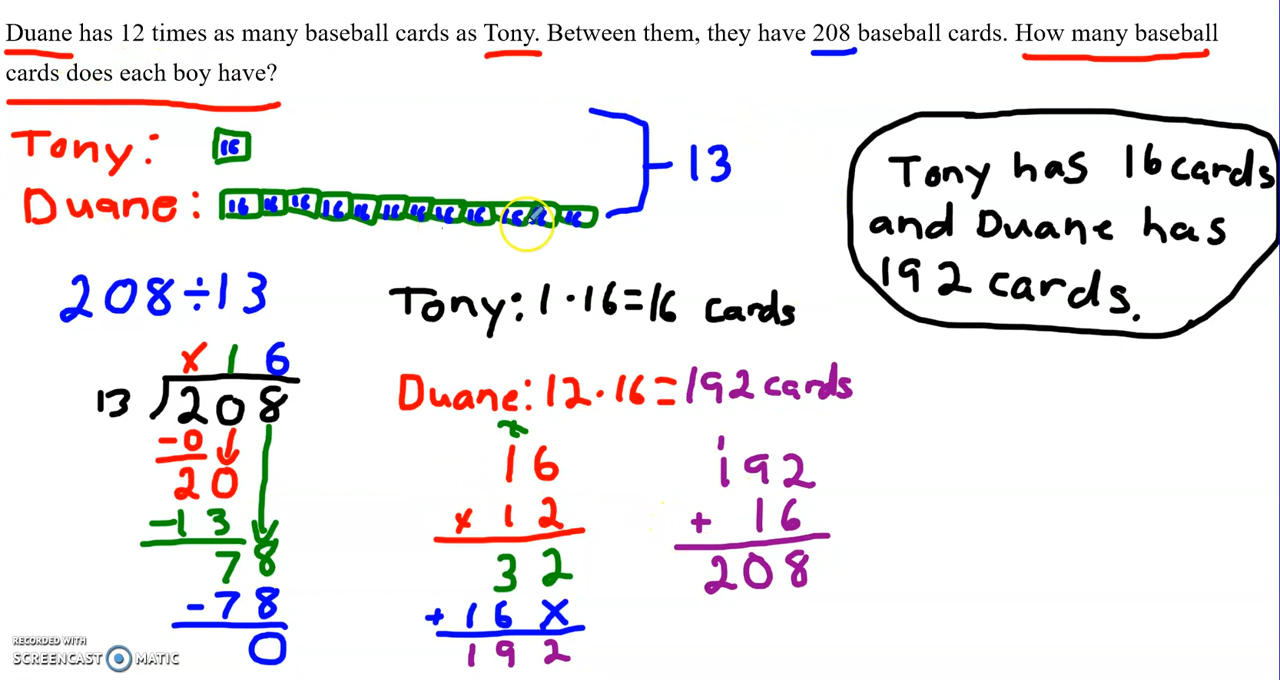 Duane has 12 times as many baseball cards as Tony. Between them, they have 208 baseball cards. How many baseball
cards does each boy have?
Tony: 16
Duane: 16 16 16 16 16 16 16 16 16 16 16 16
13
Tony has 16 cards
and Duane has
192 cards.
208÷13
x 1 6
13 208
-0
20
-13
78
-78
0
Tony: 1·16=16 cards
Duane: 12·16=192 cards
1
16
x 12
32
+ 16x
192
1
192
+ 16
208
RECORDED WITH
SCREENCAST MATIC